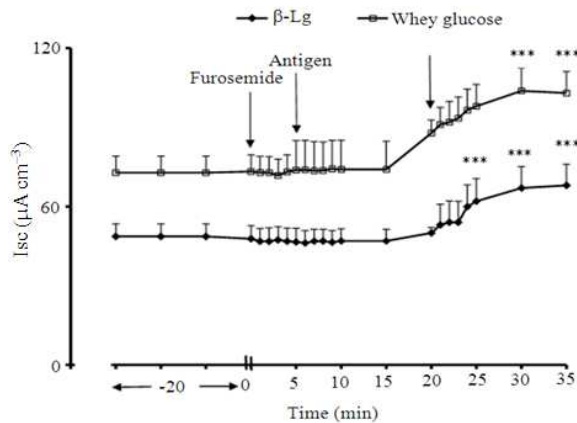 β-Lg Whey glucose
120
Antigen
Furosemide
*** ***
***
*** ***
60
Isc (µA cm⁻³)
0
-20 0 5 10 15 20 25 30 35
Time (min)